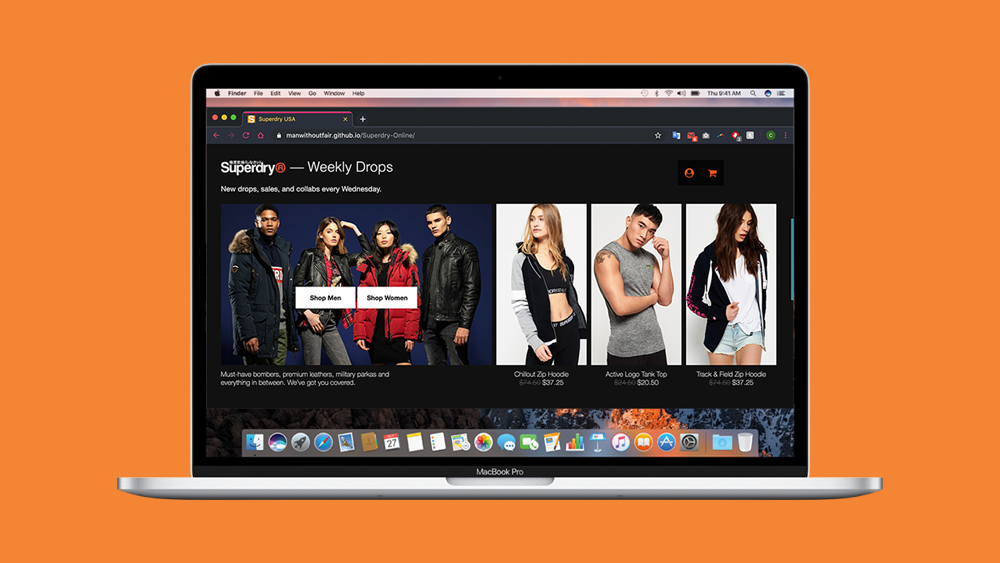 Finder File Edit View Go Window Help Thu 9:41 AM
Superdry USA
manwithoutfair.github.io/Superdry-Online/
Superdry® — Weekly Drops
New drops, sales, and collabs every Wednesday.
Shop Men Shop Women
Must-have bombers, premium leathers, military parkas and
everything in between. We've got you covered.
Chillout Zip Hoodie
$74.50 $37.25
Active Logo Tank Top
$24.50 $20.50
Track & Field Zip Hoodie
$74.50 $37.25
27
MacBook Pro